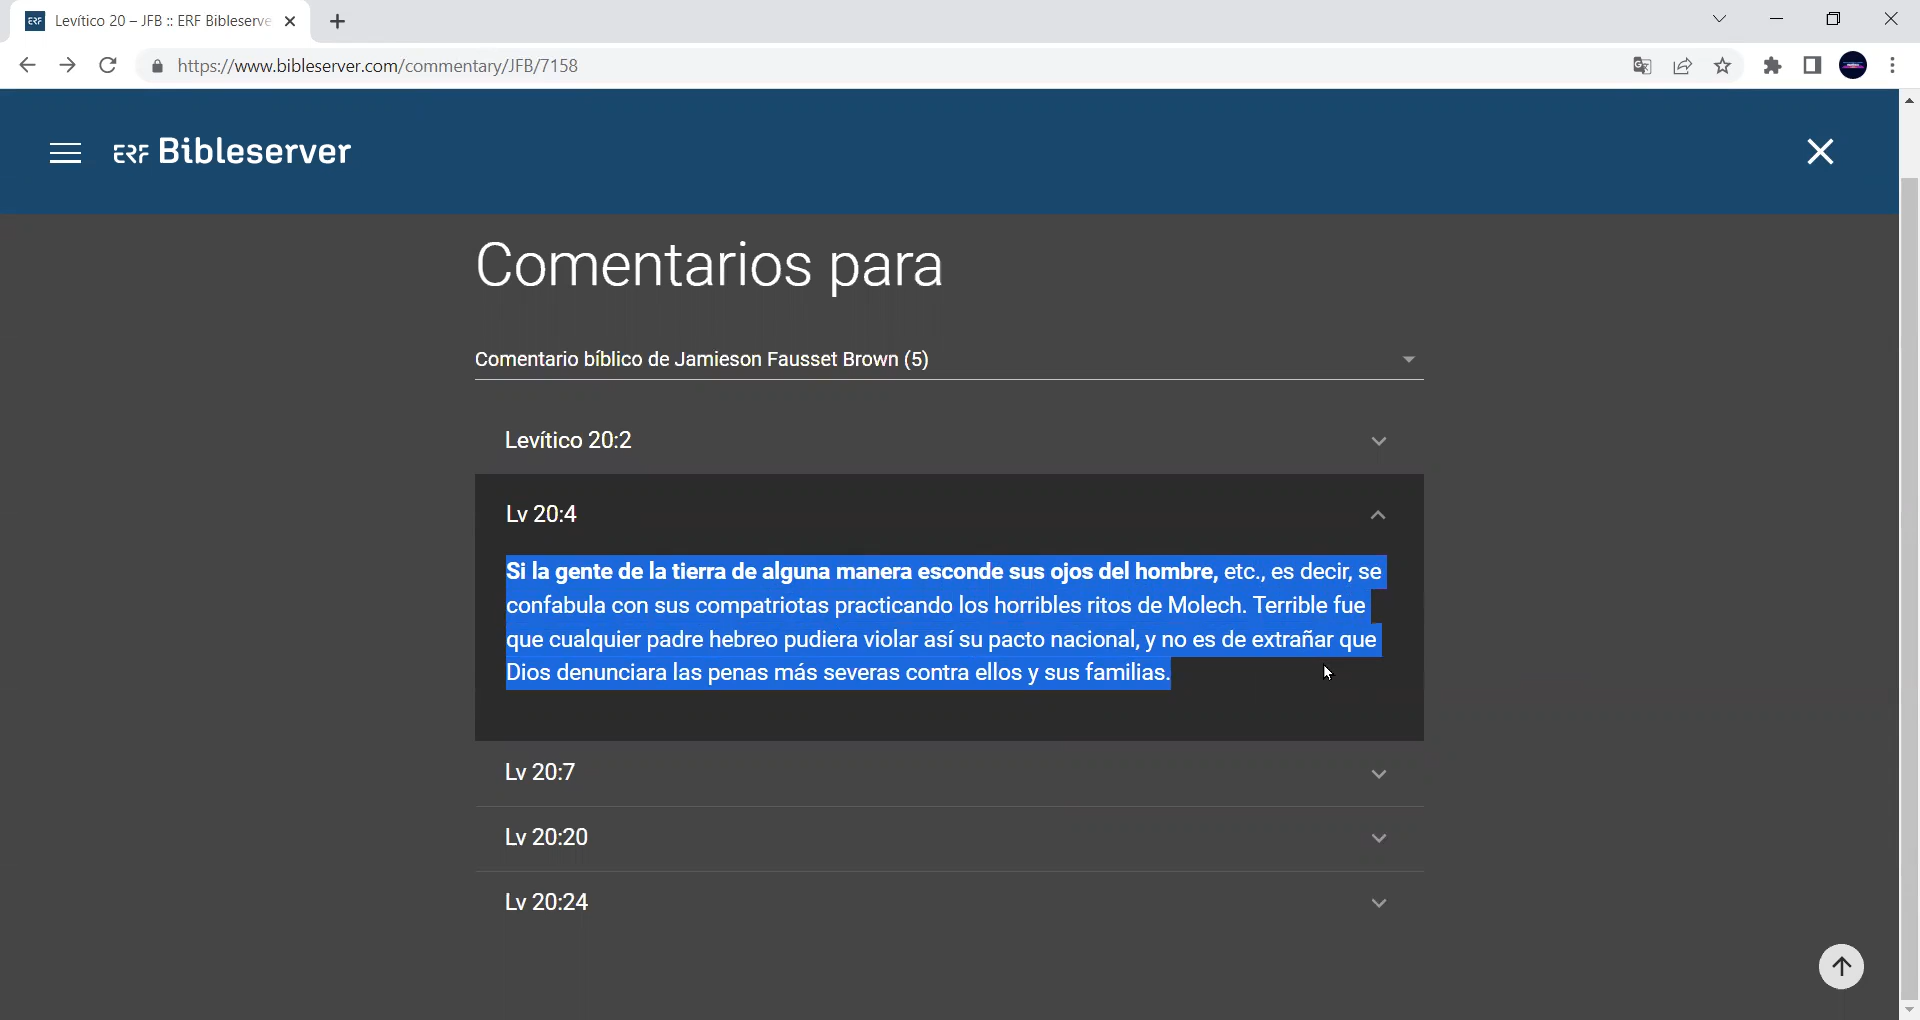 Levítico 20 – JFB :: ERF Bibleserve
https://www.bibleserver.com/commentary/JFB/7158
ERF Bibleserver
Comentarios para
Comentario bíblico de Jamieson Fausset Brown (5)
Levítico 20:2
Lv 20:4
Si la gente de la tierra de alguna manera esconde sus ojos del hombre, etc., es decir, se
confabula con sus compatriotas practicando los horribles ritos de Molech. Terrible fue
que cualquier padre hebreo pudiera violar así su pacto nacional, y no es de extrañar que
Dios denunciara las penas más severas contra ellos y sus familias.
Lv 20:7
Lv 20:20
Lv 20:24